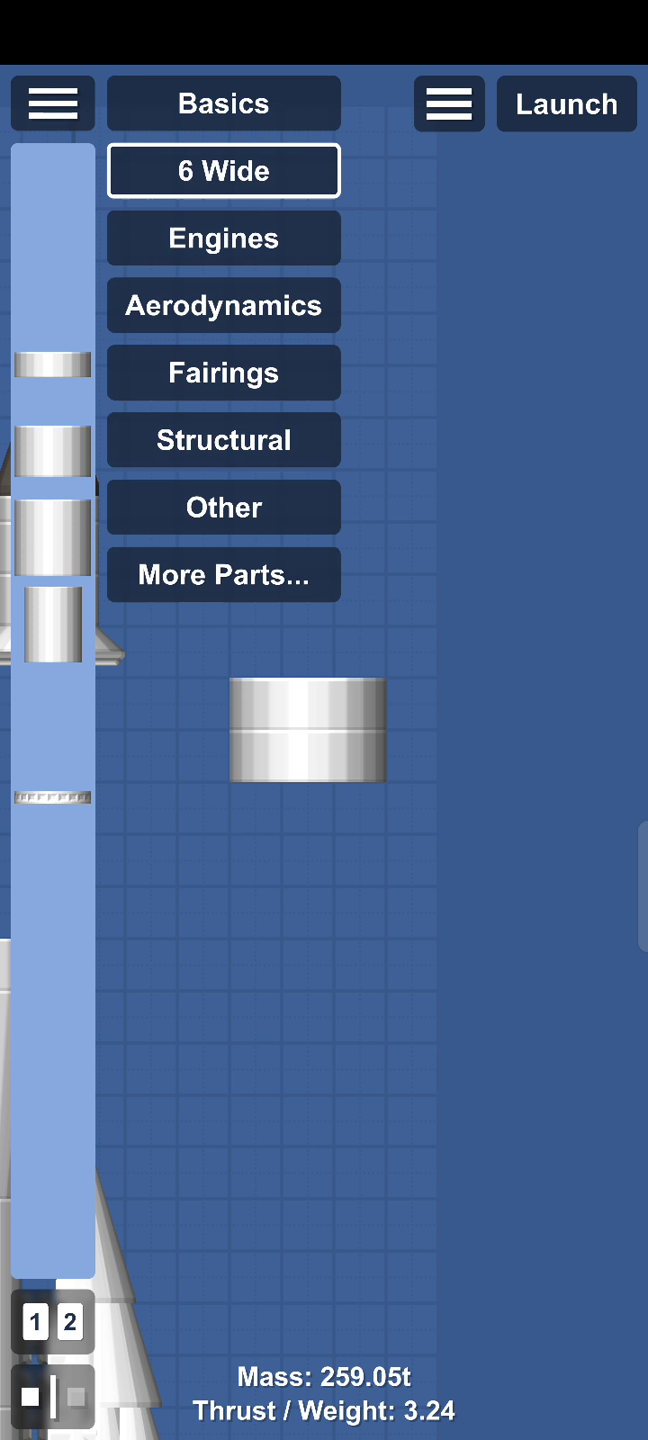 Basics
Launch
6 Wide
Engines
Aerodynamics
Fairings
Structural
Other
More Parts...
1 2
Mass: 259.05t
Thrust / Weight: 3.24